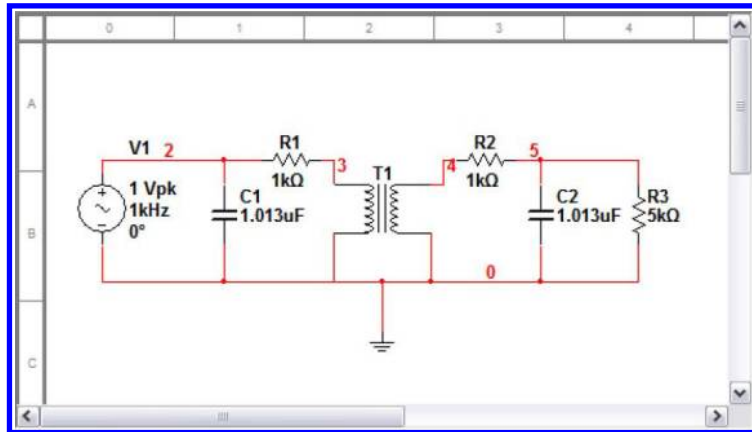 0 1 2 3 4
A
B
C
V1 2
1 Vpk
1kHz
0°
C1
1.013uF
R1
1kΩ
3
T1
4
R2
1kΩ
5
C2
1.013uF
R3
5kΩ
0